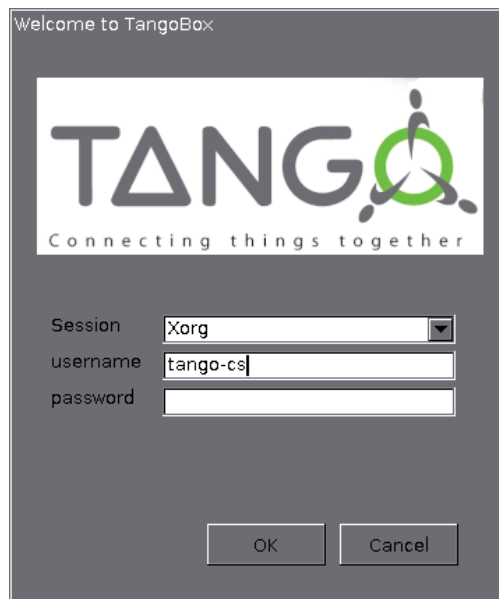 Welcome to TangoBox
TANGO
Connecting things together
Session Xorg
username tango-cs
password
OK Cancel